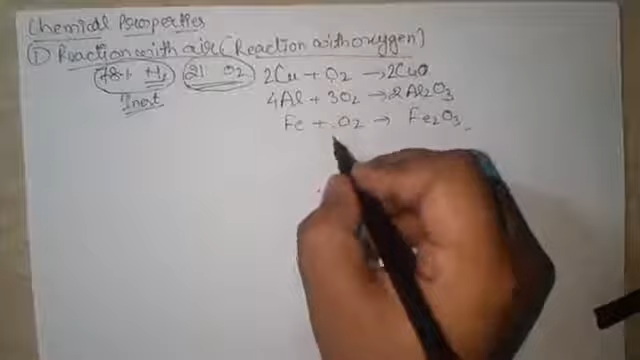 Chemical Properties
① Reaction with air (Reaction with oxygen)
78% N₂ 21 O₂ 2Cu + O₂ → 2CuO
Inert 4Al + 3O₂ → 2Al₂O₃
Fe + O₂ → Fe₂O₃